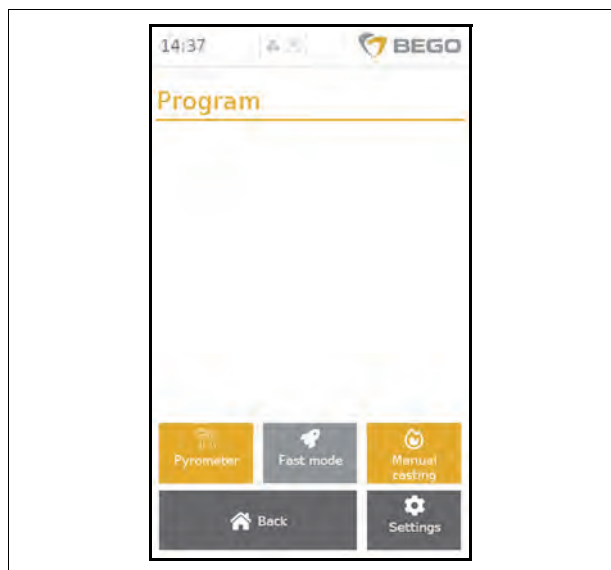 14:37
BEGO
Program
Pyrometer
Fast mode
Manual
casting
Back
Settings